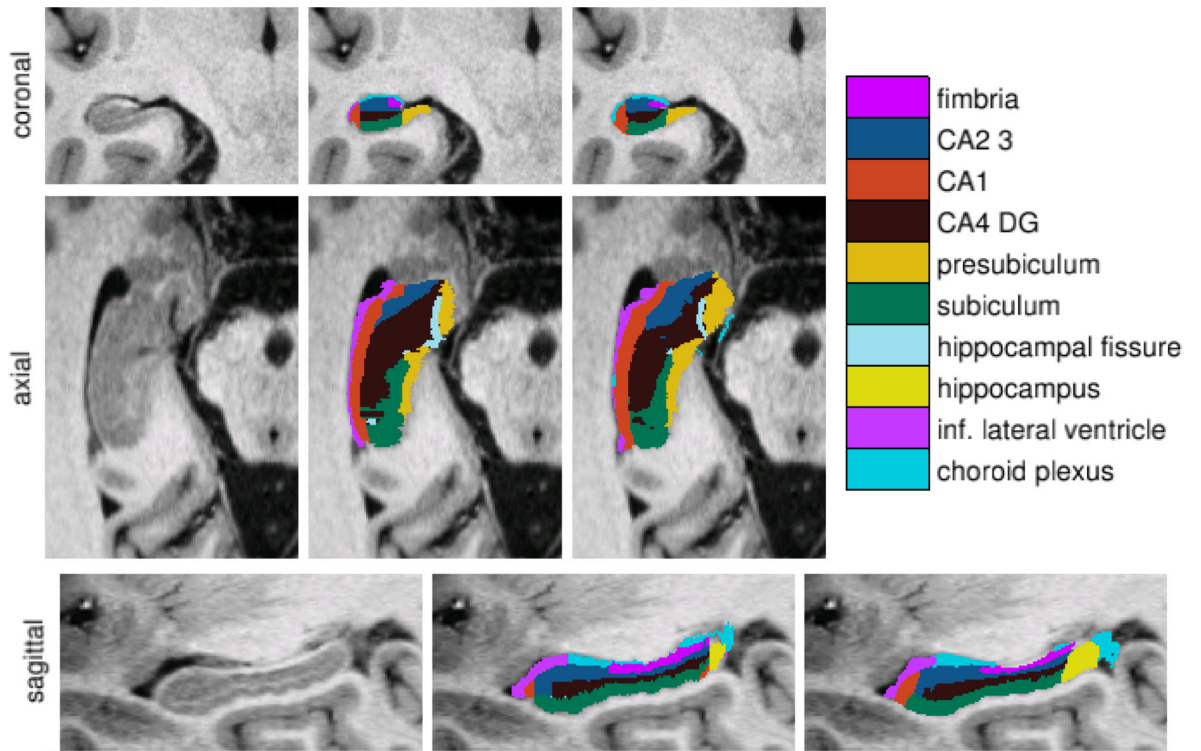 coronal
axial
sagittal
fimbria
CA2 3
CA1
CA4 DG
presubiculum
subiculum
hippocampal fissure
hippocampus
inf. lateral ventricle
choroid plexus